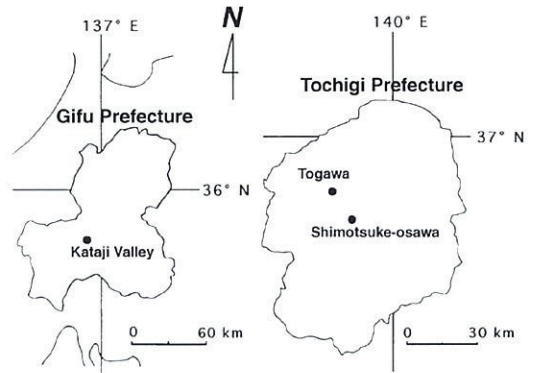 137° E
Gifu Prefecture
36° N
Kataji Valley
0 60 km
N
140° E
Tochigi Prefecture
37° N
Togawa
Shimotsuke-osawa
0 30 km